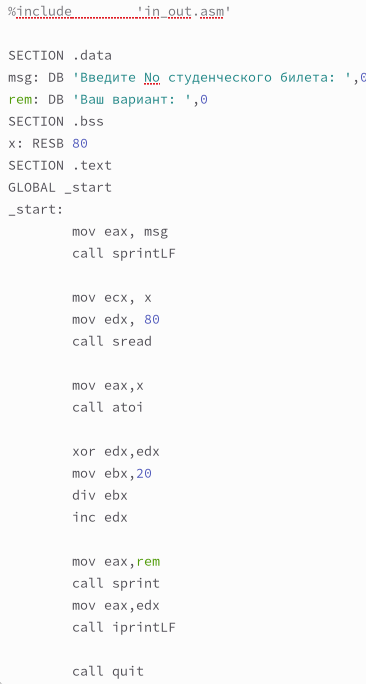 %include        'in_out.asm'
SECTION .data
msg: DB 'Введите No студенческого билета: ',0
rem: DB 'Ваш вариант: ',0
SECTION .bss
x: RESB 80
SECTION .text
GLOBAL _start
_start:
mov eax, msg
call sprintLF
mov ecx, x
mov edx, 80
call sread
mov eax,x
call atoi
xor edx,edx
mov ebx,20
div ebx
inc edx
mov eax,rem
call sprint
mov eax,edx
call iprintLF
call quit